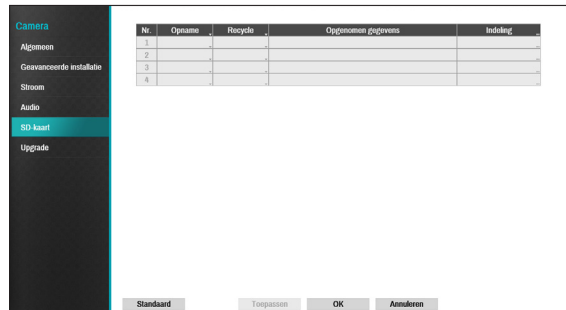 Camera
Algemeen
Geavanceerde installatie
Stroom
Audio
SD-kaart
Upgrade
Nr. Opname Recycle Opgenomen gegevens Indeling
1
2
3
4
Standaard Toepassen OK Annuleren